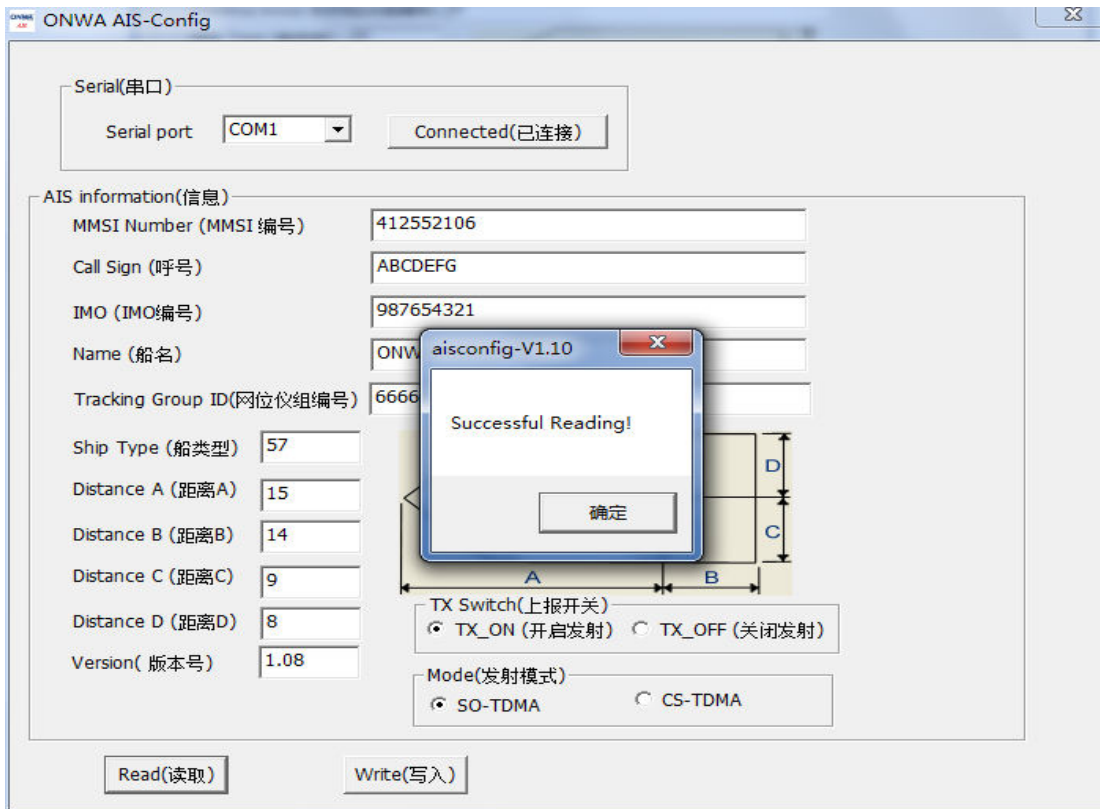 ONWA AIS-Config
Serial(串口)
Serial port COM1 Connected(已连接)
AIS information(信息)
MMSI Number (MMSI 编号) 412552106
Call Sign (呼号) ABCDEFG
IMO (IMO编号) 987654321
Name (船名) ONW
Tracking Group ID(网位仪组编号) 6666
aisconfig-V1.10
Successful Reading!
确定
Ship Type (船类型) 57
Distance A (距离A) 15
Distance B (距离B) 14
Distance C (距离C) 9
Distance D (距离D) 8
Version( 版本号) 1.08
D
C
A B
TX Switch(上报开关)
TX_ON (开启发射) TX_OFF (关闭发射)
Mode(发射模式)
SO-TDMA CS-TDMA
Read(读取) Write(写入)